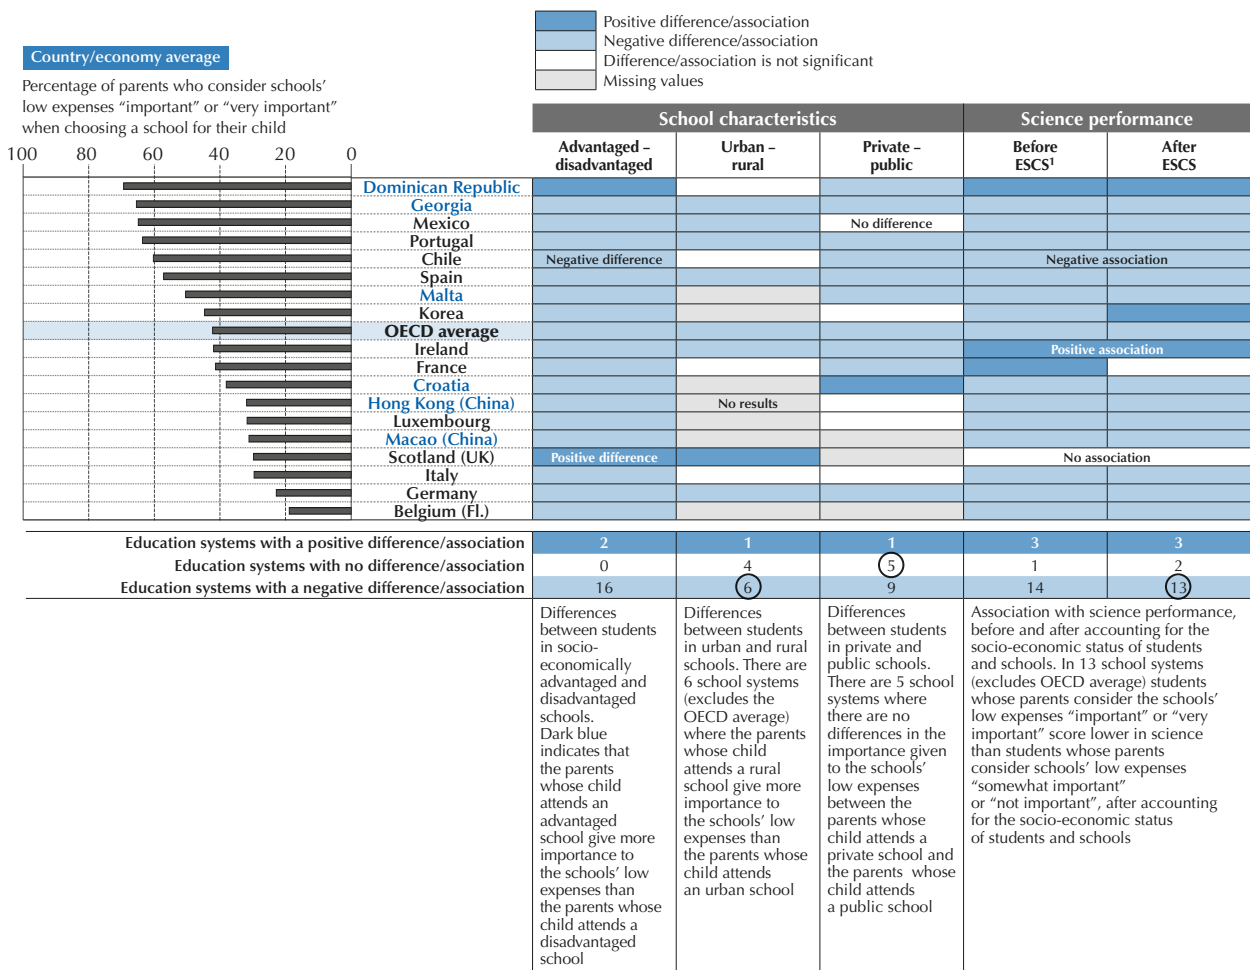 Positive difference/association
Negative difference/association
Difference/association is not significant
Missing values
Country/economy average
Percentage of parents who consider schools'
low expenses “important” or “very important”
when choosing a school for their child
School characteristics
Science performance
100 80 60 40 20 0
Advantaged –
disadvantaged
Urban –
rural
Private –
public
Before
ESCS¹
After
ESCS
Dominican Republic
Georgia
Mexico
No difference
Portugal
Chile
Negative difference
Negative association
Spain
Malta
Korea
OECD average
Ireland
Positive association
France
Croatia
Hong Kong (China)
No results
Luxembourg
Macao (China)
Scotland (UK)
Positive difference
No association
Italy
Germany
Belgium (Fl.)
Education systems with a positive difference/association 2 1 1 3 3
Education systems with no difference/association 0 4 5 1 2
Education systems with a negative difference/association 16 6 9 14 13
Differences
between students
in socio-
economically
advantaged and
disadvantaged
schools.
Dark blue
indicates that
the parents
whose child
attends an
advantaged
school give more
importance to
the schools' low
expenses than
the parents whose
child attends a
disadvantaged
school
Differences
between students
in urban and rural
schools. There are
6 school systems
(excludes the
OECD average)
where the parents
whose child
attends a rural
school give more
importance to
the schools' low
expenses than
the parents whose
child attends
an urban school
Differences
between students
in private and
public schools.
There are 5 school
systems where
there are no
differences in the
importance given
to the schools'
low expenses
between the
parents whose
child attends a
private school and
the parents whose
child attends
a public school
Association with science performance,
before and after accounting for the
socio-economic status of students
and schools. In 13 school systems
(excludes OECD average) students
whose parents consider the schools'
low expenses “important” or “very
important” score lower in science
than students whose parents
consider schools' low expenses
“somewhat important”
or “not important”, after accounting
for the socio-economic status
of students and schools